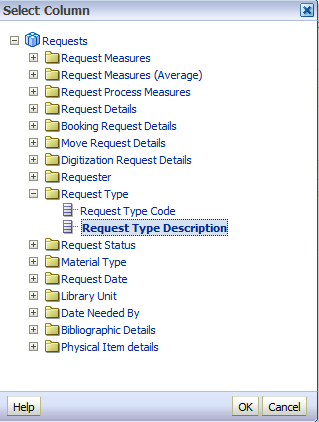 Select Column
Requests
Request Measures
Request Measures (Average)
Request Process Measures
Request Details
Booking Request Details
Move Request Details
Digitization Request Details
Requester
Request Type
Request Type Code
Request Type Description
Request Status
Material Type
Request Date
Library Unit
Date Needed By
Bibliographic Details
Physical Item details
Help OK Cancel